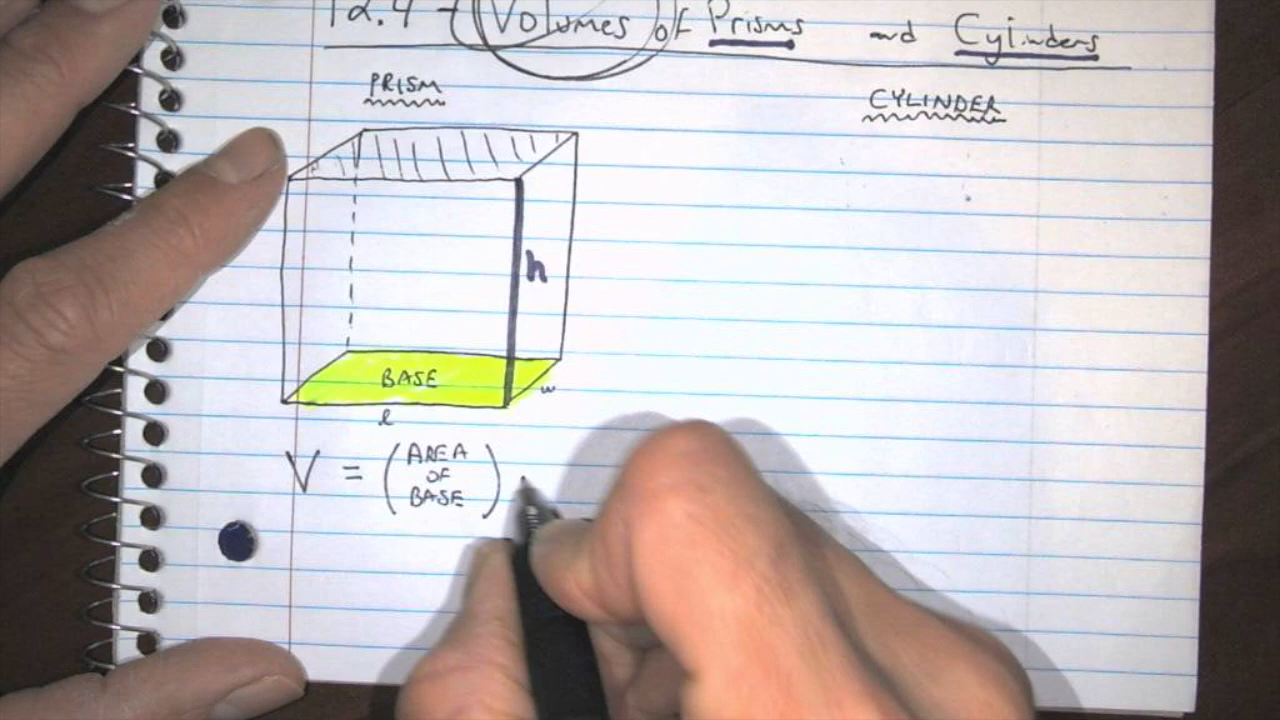 12.4 - Volumes of Prisms and Cylinders
PRISM
CYLINDER
h
BASE
w
l
V = (AREA OF BASE) ·